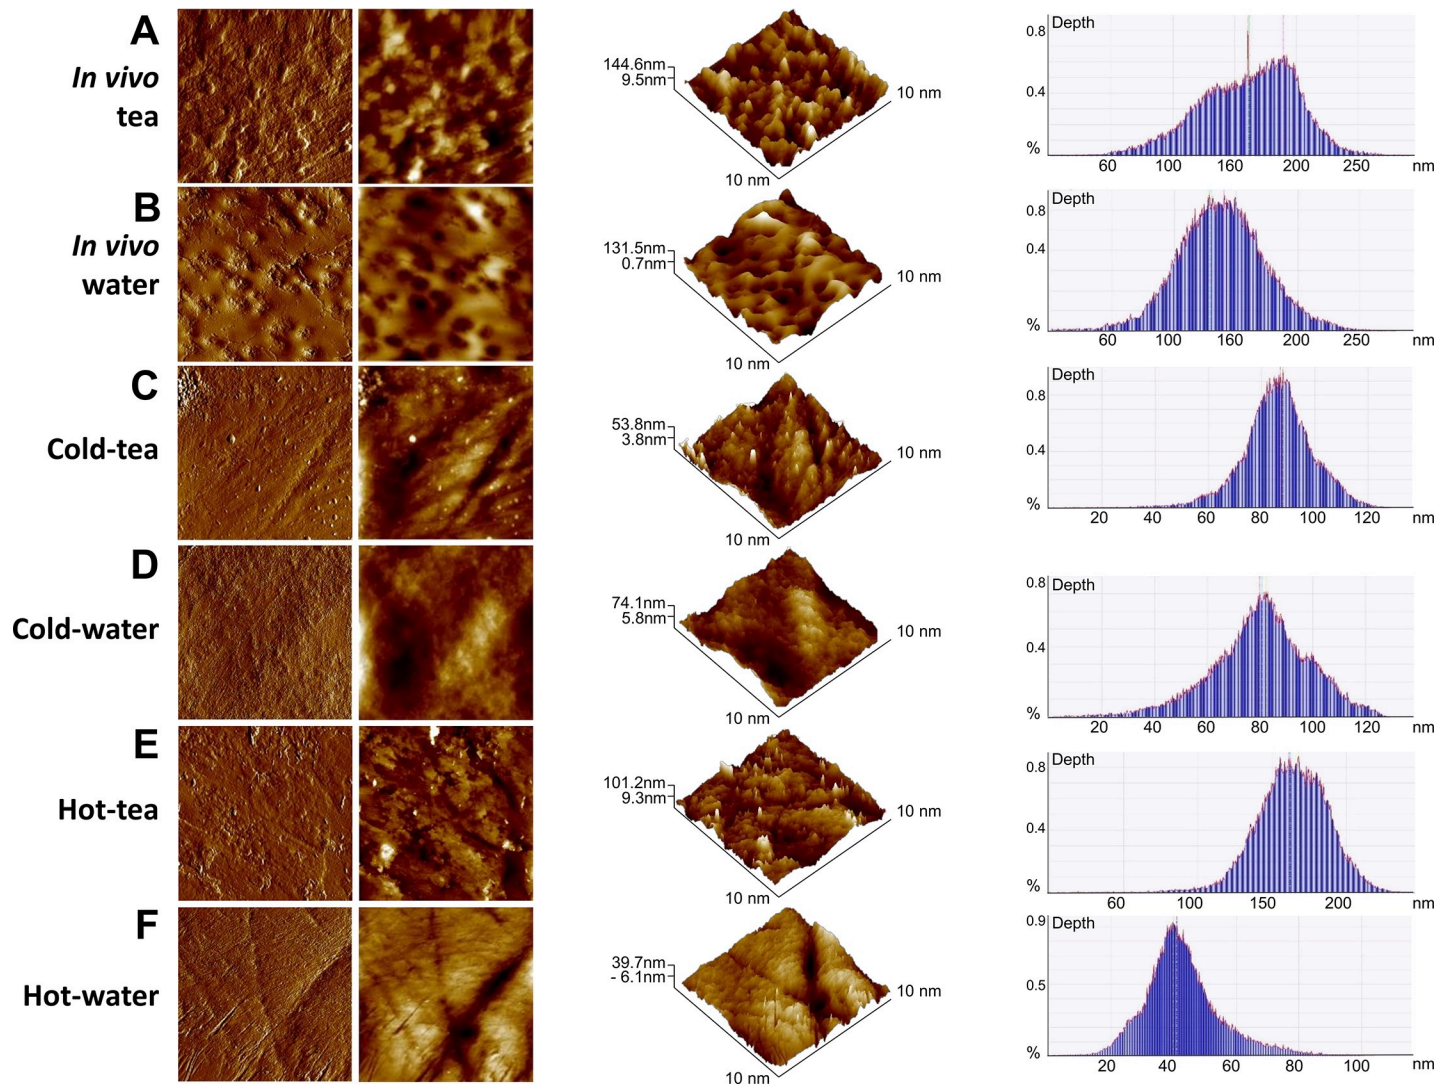 A
In vivo
tea
144.6nm
9.5nm
10 nm
10 nm
Depth
0.8
0.4
%
60 100 160 200 250 nm
B
In vivo
water
131.5nm
0.7nm
10 nm
10 nm
Depth
0.8
0.4
%
60 100 160 200 250 nm
C
Cold-tea
53.8nm
3.8nm
10 nm
10 nm
Depth
0.8
0.4
%
20 40 60 80 100 120 nm
D
Cold-water
74.1nm
5.8nm
10 nm
10 nm
Depth
0.8
0.4
%
20 40 60 80 100 120 nm
E
Hot-tea
101.2nm
9.3nm
10 nm
10 nm
Depth
0.8
0.4
%
60 100 150 200 nm
F
Hot-water
39.7nm
- 6.1nm
10 nm
10 nm
Depth
0.9
0.5
%
20 40 60 80 100 nm